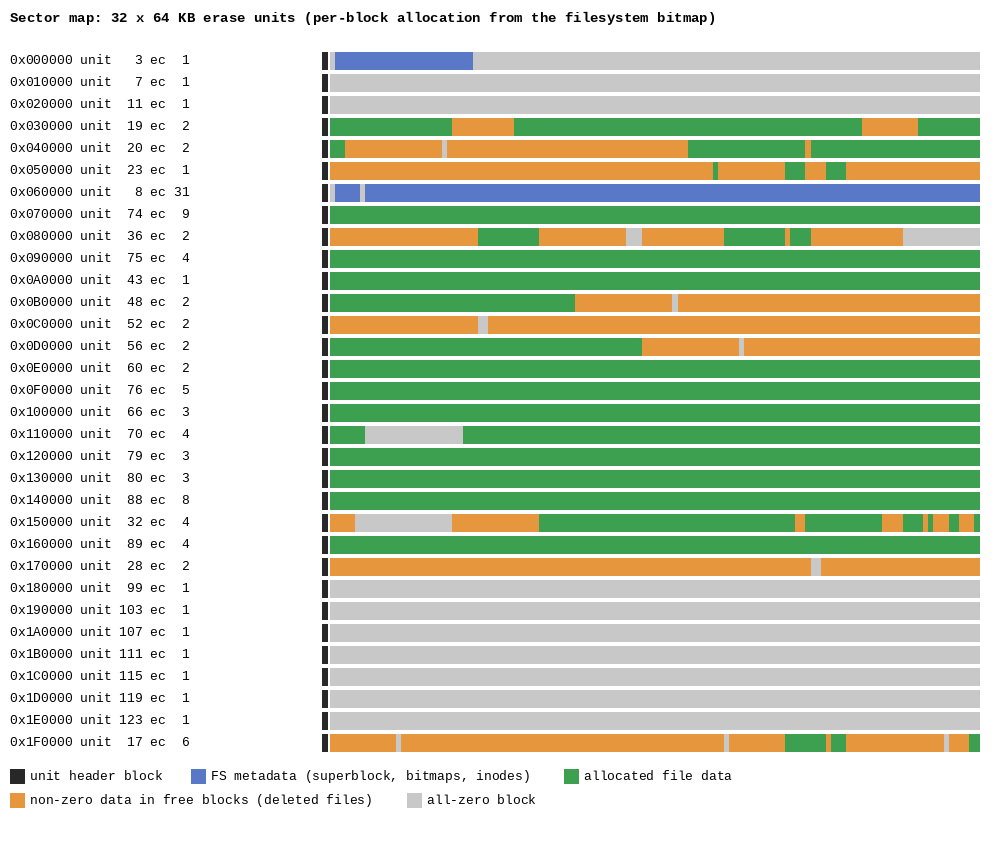 Sector map: 32 x 64 KB erase units (per-block allocation from the filesystem bitmap)
0x000000 unit 3 ec 1
0x010000 unit 7 ec 1
0x020000 unit 11 ec 1
0x030000 unit 19 ec 2
0x040000 unit 20 ec 2
0x050000 unit 23 ec 1
0x060000 unit 8 ec 31
0x070000 unit 74 ec 9
0x080000 unit 36 ec 2
0x090000 unit 75 ec 4
0x0A0000 unit 43 ec 1
0x0B0000 unit 48 ec 2
0x0C0000 unit 52 ec 2
0x0D0000 unit 56 ec 2
0x0E0000 unit 60 ec 2
0x0F0000 unit 76 ec 5
0x100000 unit 66 ec 3
0x110000 unit 70 ec 4
0x120000 unit 79 ec 3
0x130000 unit 80 ec 3
0x140000 unit 88 ec 8
0x150000 unit 32 ec 4
0x160000 unit 89 ec 4
0x170000 unit 28 ec 2
0x180000 unit 99 ec 1
0x190000 unit 103 ec 1
0x1A0000 unit 107 ec 1
0x1B0000 unit 111 ec 1
0x1C0000 unit 115 ec 1
0x1D0000 unit 119 ec 1
0x1E0000 unit 123 ec 1
0x1F0000 unit 17 ec 6
unit header block FS metadata (superblock, bitmaps, inodes) allocated file data
non-zero data in free blocks (deleted files) all-zero block